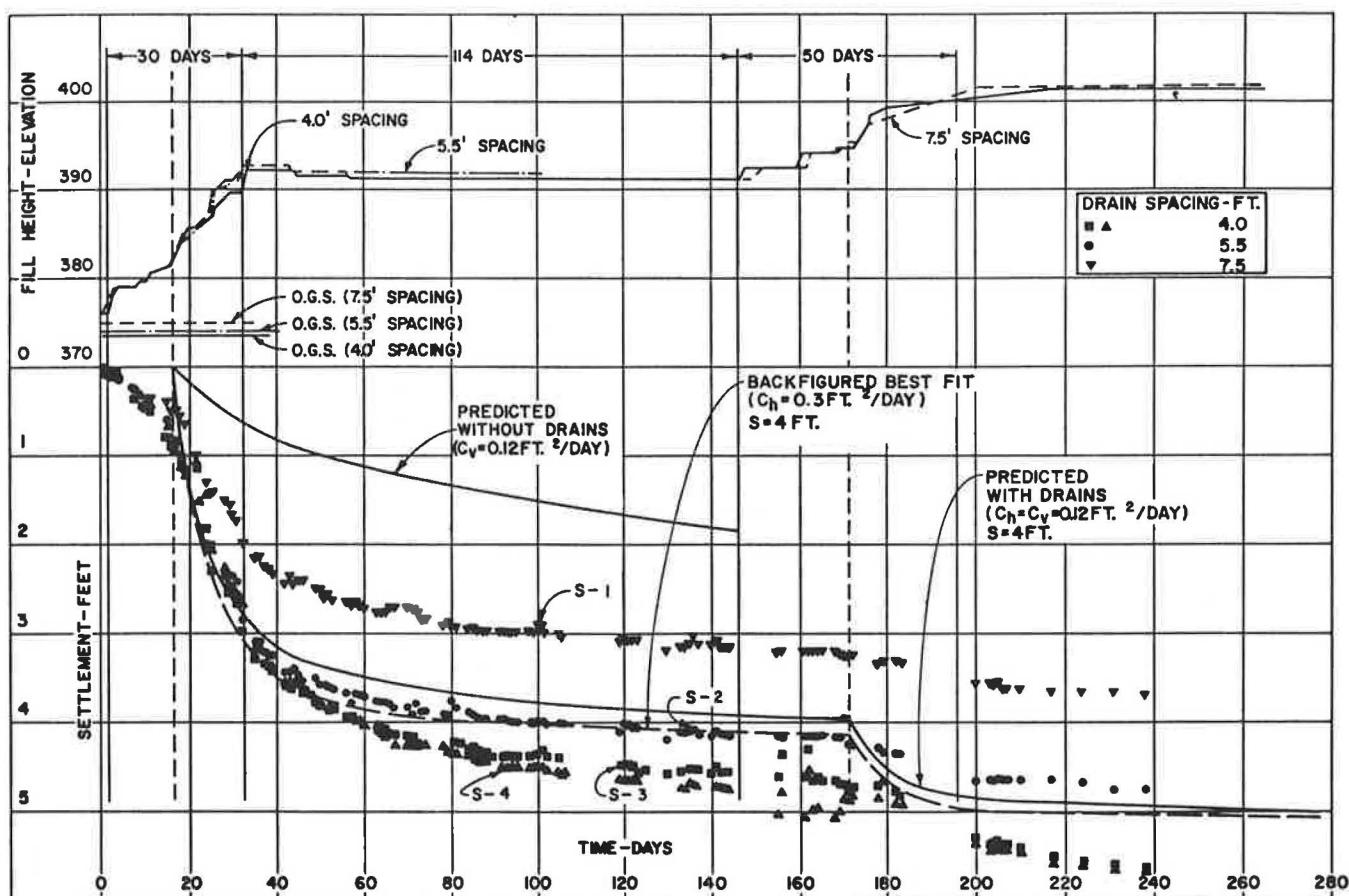 30 DAYS
114 DAYS
50 DAYS
FILL HEIGHT-ELEVATION
400
390
380
370
4.0' SPACING
5.5' SPACING
7.5' SPACING
DRAIN SPACING-FT.
4.0
5.5
7.5
O.G.S. (7.5' SPACING)
O.G.S. (5.5' SPACING)
O.G.S. (4.0' SPACING)
SETTLEMENT-FEET
0
1
2
3
4
5
PREDICTED
WITHOUT DRAINS
(Cv=0.12FT. 2/DAY)
BACKFIGURED BEST FIT
(Ch=0.3FT. 2/DAY)
S=4 FT.
PREDICTED
WITH DRAINS
(Ch=Cv=0.12FT. 2/DAY)
S=4FT.
S-1
S-2
S-3
S-4
TIME-DAYS
0 20 40 60 80 100 120 140 160 180 200 220 240 260 280